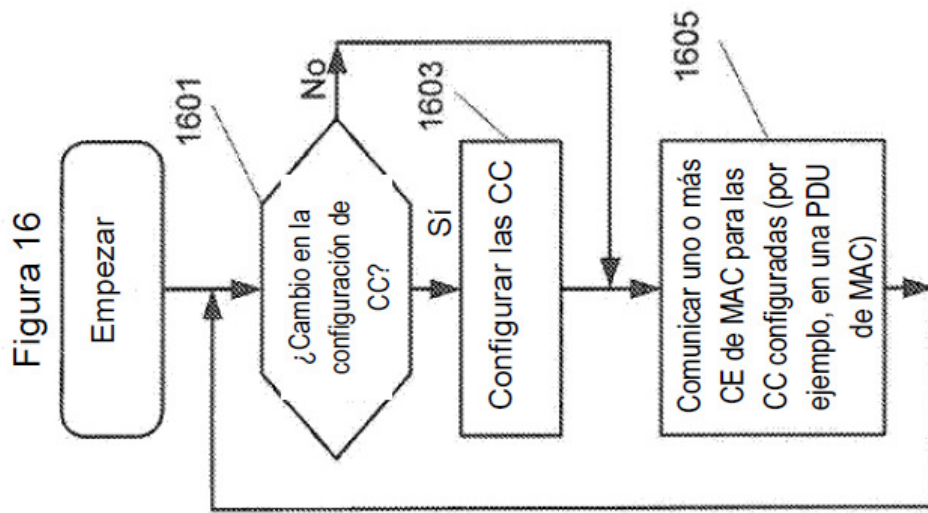 Figura 16
Empezar
1601
¿Cambio en la
configuración de
CC?
No
Sí
1603
Configurar las CC
1605
Comunicar uno o más
CE de MAC para las
CC configuradas (por
ejemplo, en una PDU
de MAC)